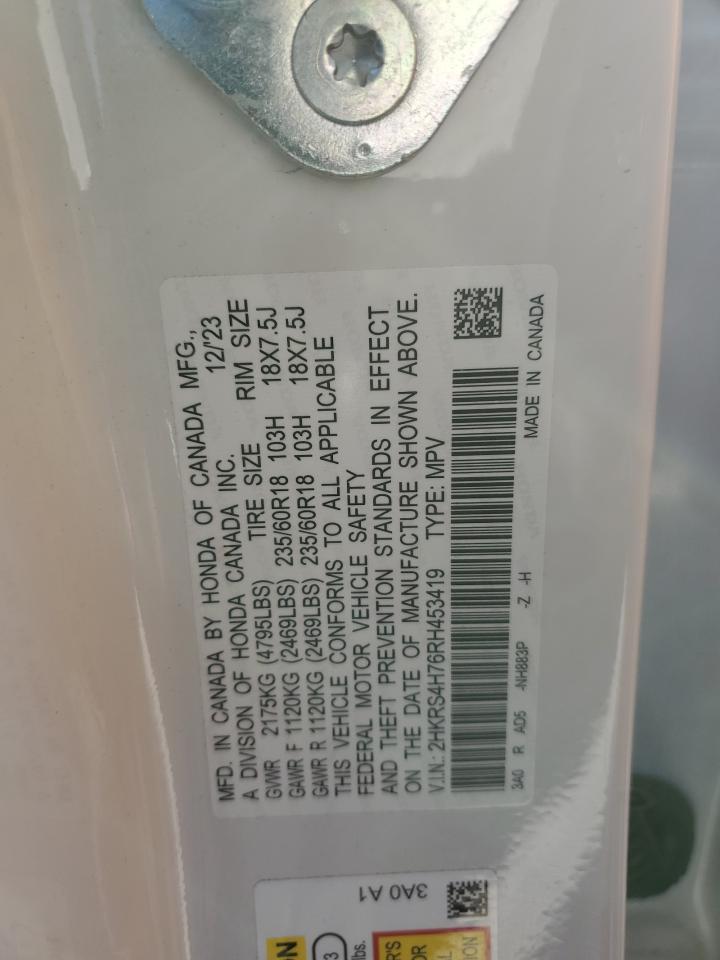 MFD. IN CANADA BY HONDA OF CANADA MFG.,
A DIVISION OF HONDA CANADA INC. 12/'23
GVWR 2175KG (4795LBS) TIRE SIZE RIM SIZE
GAWR F 1120KG (2469LBS) 235/60R18 103H 18X7.5J
GAWR R 1120KG (2469LBS) 235/60R18 103H 18X7.5J
THIS VEHICLE CONFORMS TO ALL APPLICABLE
FEDERAL MOTOR VEHICLE SAFETY
AND THEFT PREVENTION STANDARDS IN EFFECT
ON THE DATE OF MANUFACTURE SHOWN ABOVE.
V.I.N.: 2HKRS4H76RH453419 TYPE: MPV
3A0 R AD5 -NH883P -Z -H
MADE IN CANADA
3A0 A1
lbs.